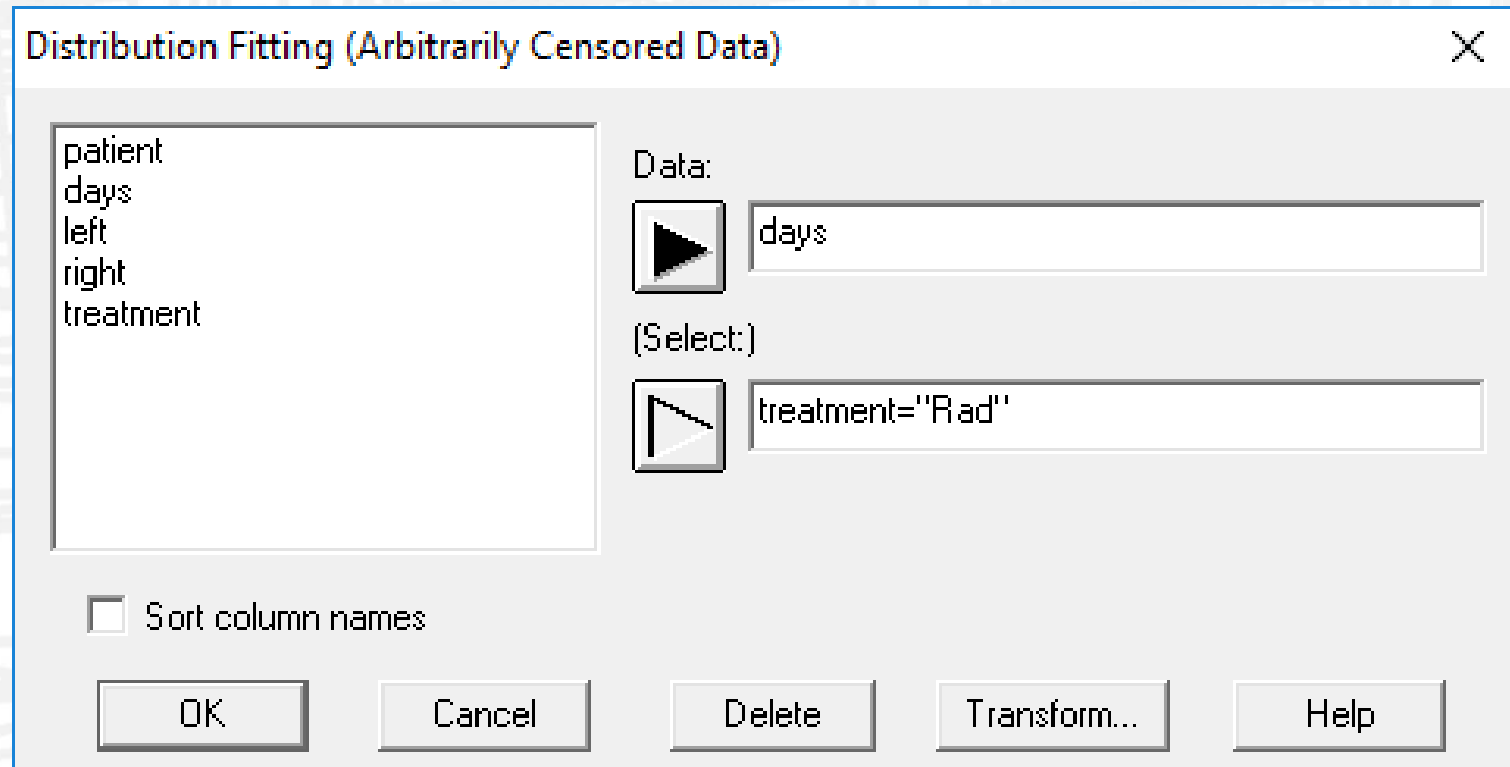 Distribution Fitting (Arbitrarily Censored Data)
patient
days
left
right
treatment
Data:
days
(Select:)
treatment="Rad"
Sort column names
OK Cancel Delete Transform... Help